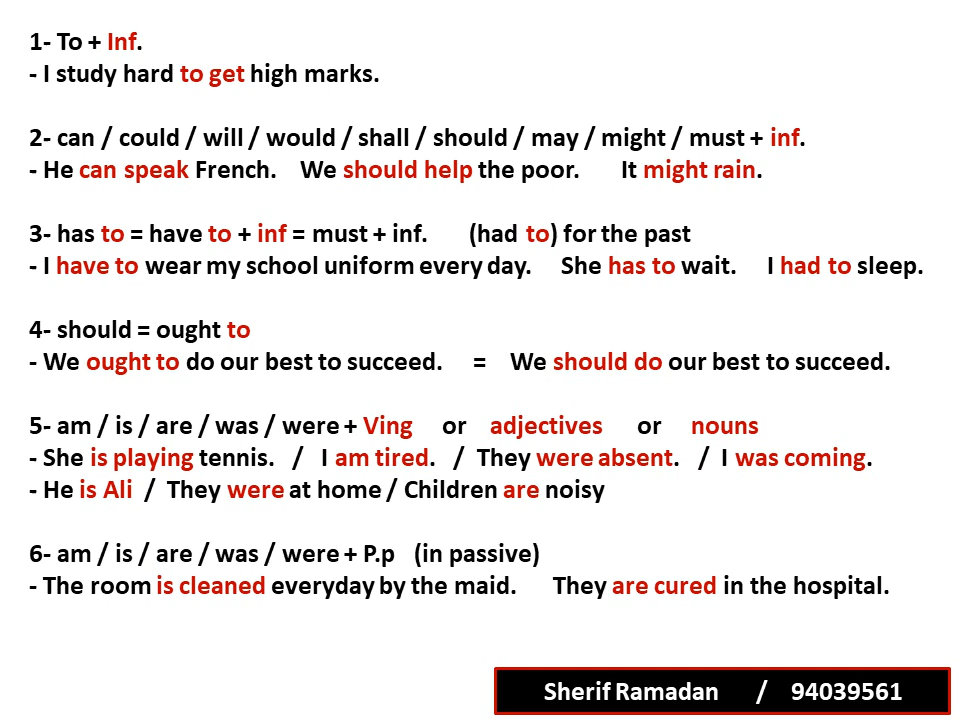 1- To + Inf.
- I study hard to get high marks.
2- can / could / will / would / shall / should / may / might / must + inf.
- He can speak French. We should help the poor. It might rain.
3- has to = have to + inf = must + inf. (had to) for the past
- I have to wear my school uniform every day. She has to wait. I had to sleep.
4- should = ought to
- We ought to do our best to succeed. = We should do our best to succeed.
5- am / is / are / was / were + Ving or adjectives or nouns
- She is playing tennis. / I am tired. / They were absent. / I was coming.
- He is Ali / They were at home / Children are noisy
6- am / is / are / was / were + P.p (in passive)
- The room is cleaned everyday by the maid. They are cured in the hospital.
Sherif Ramadan / 94039561